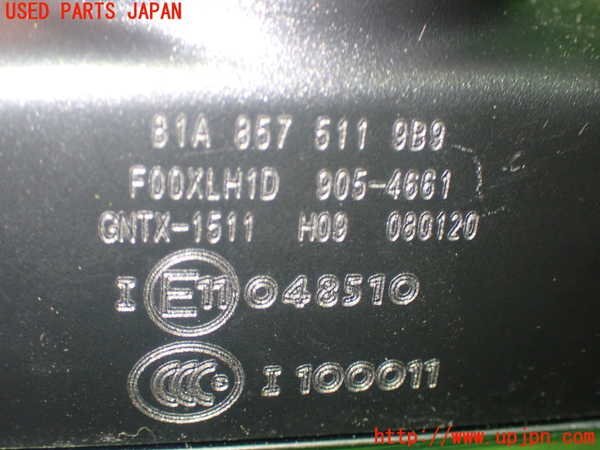 USED PARTS JAPAN
81A 857 511 9B9
F00XLH1D 905-4661
GNTX-1511 H09 080120
I E11 048510
CCC S I 100011
http://www.upjpn.com